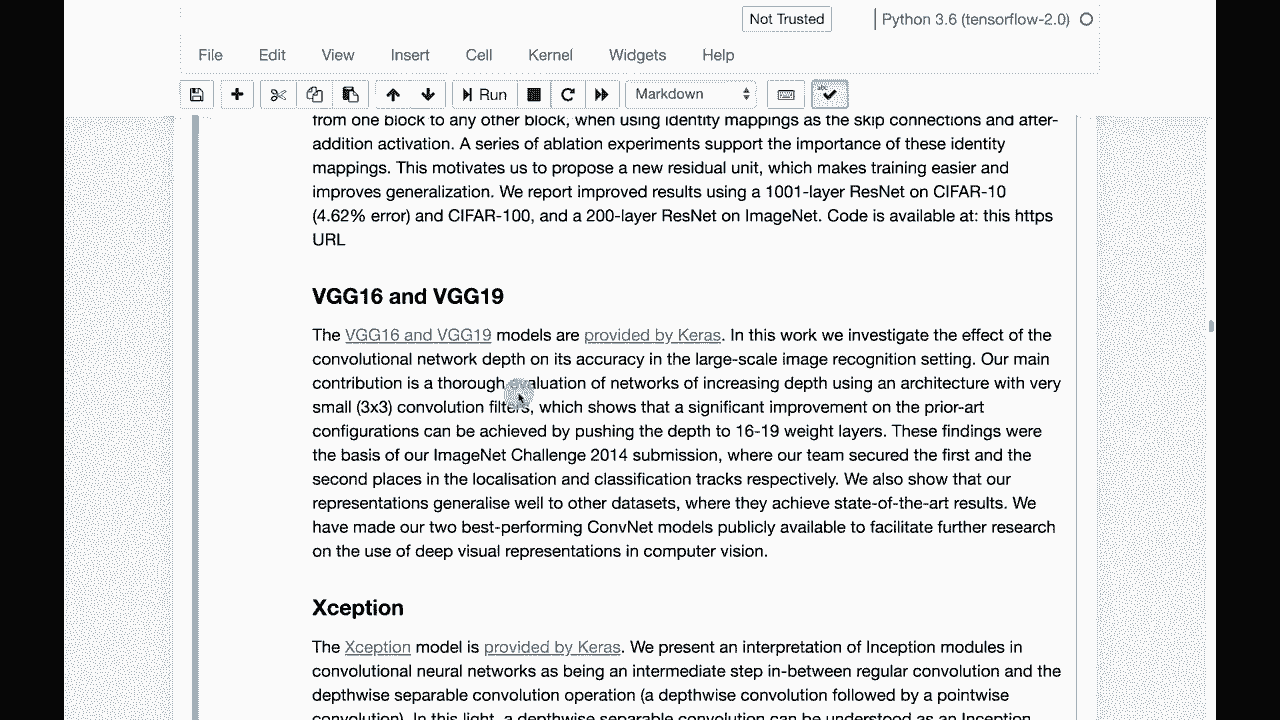 Not Trusted
Python 3.6 (tensorflow-2.0)
File Edit View Insert Cell Kernel Widgets Help
Run
Markdown
from one block to any other block, when using identity mappings as the skip connections and after-
addition activation. A series of ablation experiments support the importance of these identity
mappings. This motivates us to propose a new residual unit, which makes training easier and
improves generalization. We report improved results using a 1001-layer ResNet on CIFAR-10
(4.62% error) and CIFAR-100, and a 200-layer ResNet on ImageNet. Code is available at: this https
URL
VGG16 and VGG19
The VGG16 and VGG19 models are provided by Keras. In this work we investigate the effect of the
convolutional network depth on its accuracy in the large-scale image recognition setting. Our main
contribution is a thorough evaluation of networks of increasing depth using an architecture with very
small (3x3) convolution filters, which shows that a significant improvement on the prior-art
configurations can be achieved by pushing the depth to 16-19 weight layers. These findings were
the basis of our ImageNet Challenge 2014 submission, where our team secured the first and the
second places in the localisation and classification tracks respectively. We also show that our
representations generalise well to other datasets, where they achieve state-of-the-art results. We
have made our two best-performing ConvNet models publicly available to facilitate further research
on the use of deep visual representations in computer vision.
Xception
The Xception model is provided by Keras. We present an interpretation of Inception modules in
convolutional neural networks as being an intermediate step in-between regular convolution and the
depthwise separable convolution operation (a depthwise convolution followed by a pointwise
convolution). In this light, a depthwise separable convolution can be understood as an Inception